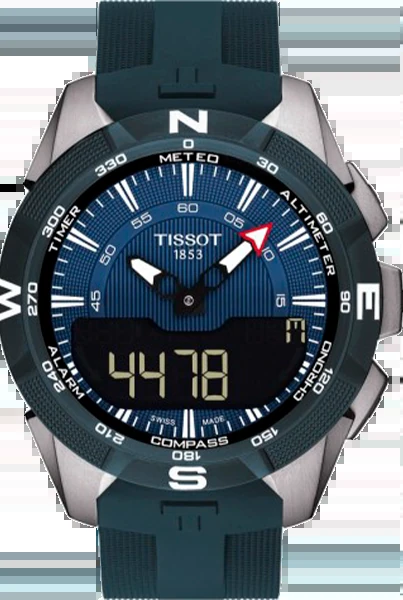 N
0
METEO
330
30
300
TIMER
60
ALTIMETER
55
60
05
50
10
TISSOT
1853
W
270
45
15
90
E
M
4478
240
ALARM
120
CHRONO
SWISS MADE
210
COMPASS
150
180
S